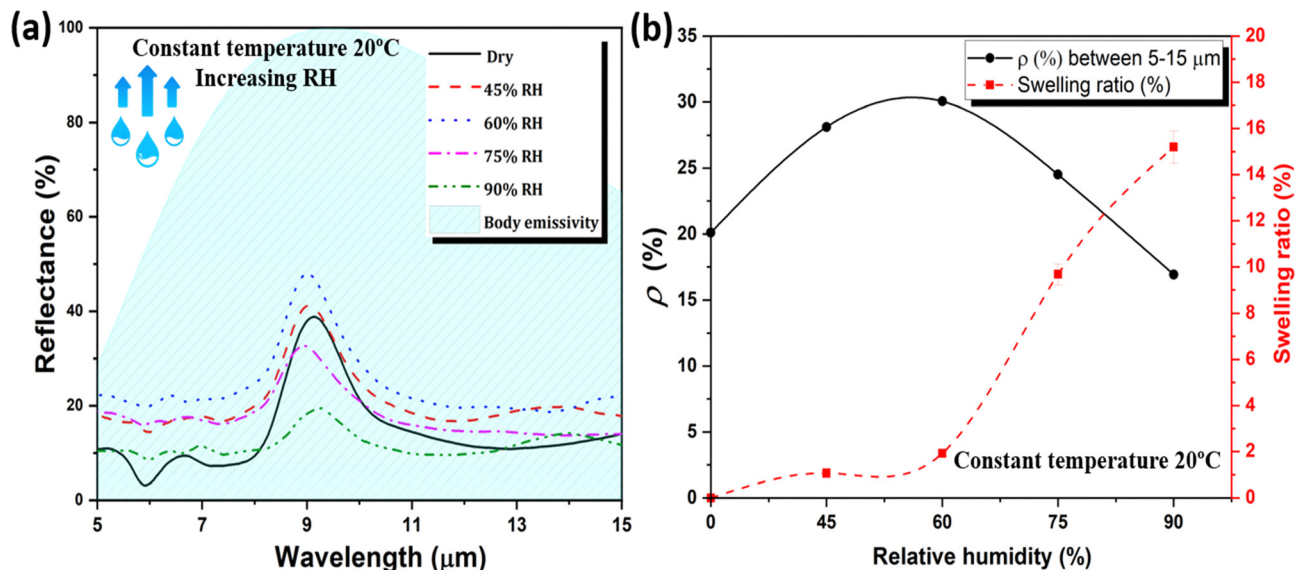 (a)
Constant temperature 20°C
Increasing RH
Dry
45% RH
60% RH
75% RH
90% RH
Body emissivity
Reflectance (%)
100
80
60
40
20
0
5
7
9
11
13
15
Wavelength (μm)
(b)
ρ (%) between 5-15 μm
Swelling ratio (%)
ρ (%)
35
30
25
20
15
10
5
0
20
18
16
14
12
10
8
6
4
2
0
Swelling ratio (%)
Constant temperature 20°C
0
45
60
75
90
Relative humidity (%)